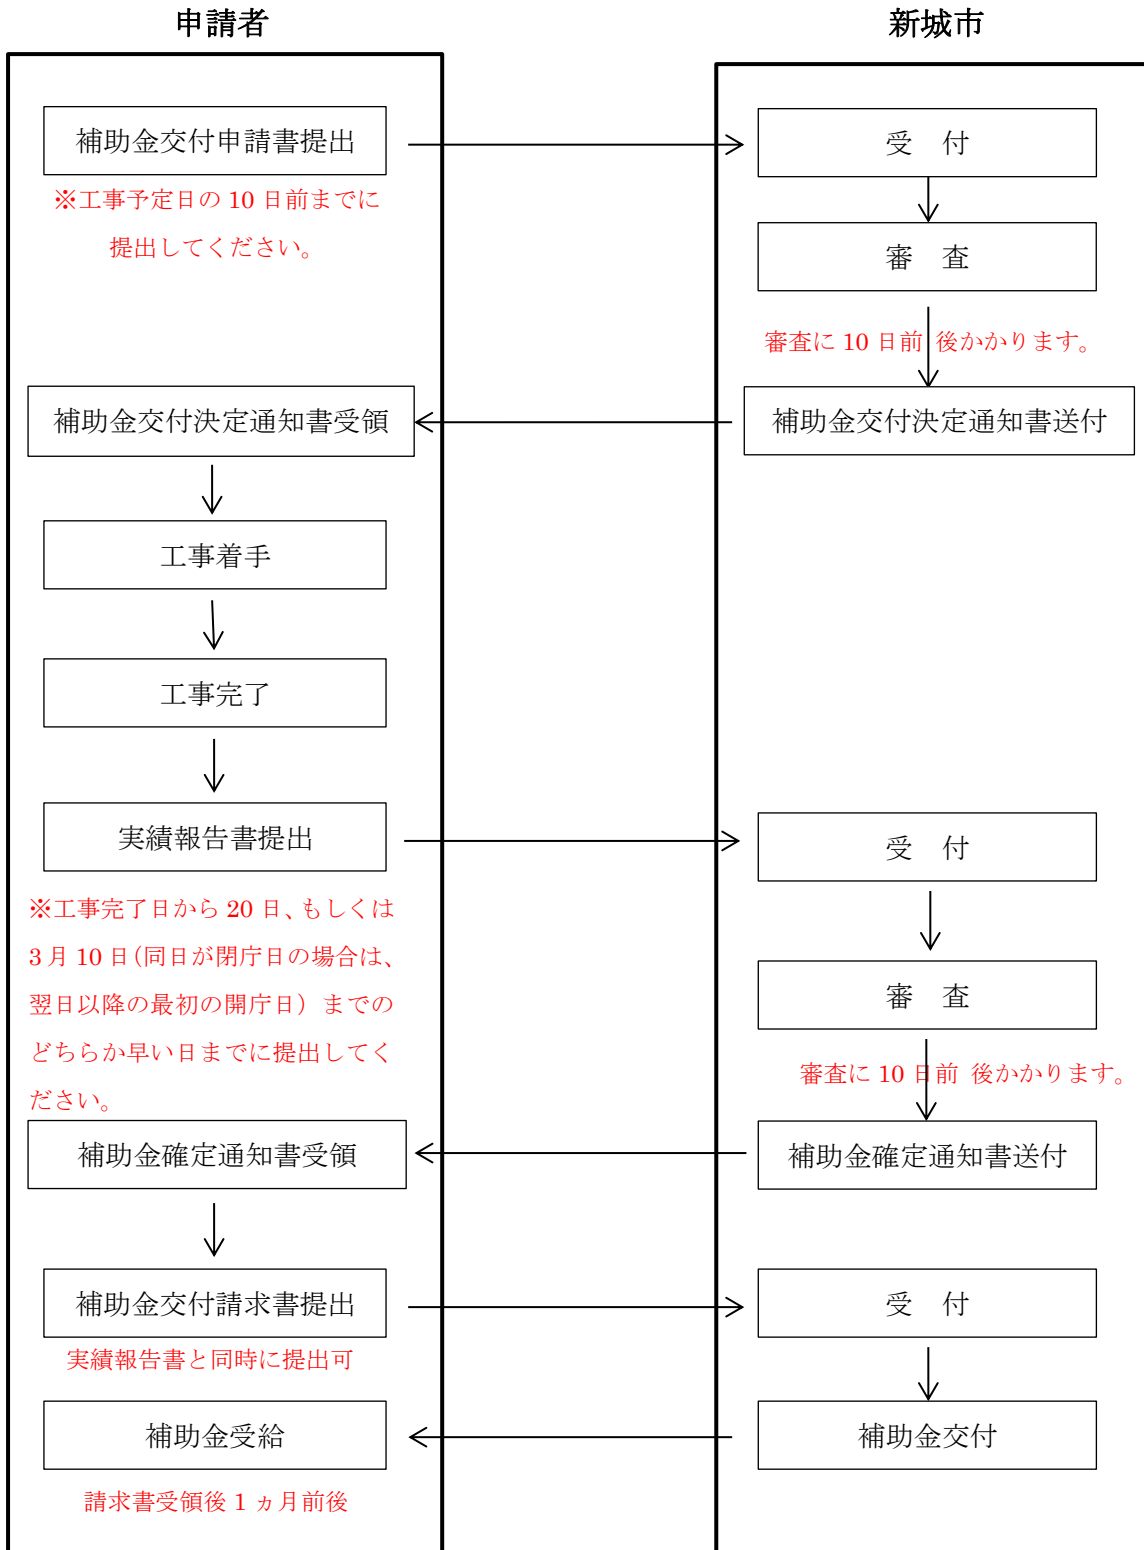 申請者
新城市
補助金交付申請書提出
受　付
※工事予定日の 10 日前までに
提出してください。
審　査
審査に 10 日前 後かかります。
補助金交付決定通知書受領
補助金交付決定通知書送付
工事着手
工事完了
実績報告書提出
受　付
※工事完了日から 20 日、もしくは
3 月 10 日（同日が閉庁日の場合は、
翌日以降の最初の開庁日）までの
どちらか早い日までに提出してく
ださい。
審　査
審査に 10 日前 後かかります。
補助金確定通知書受領
補助金確定通知書送付
補助金交付請求書提出
受　付
実績報告書と同時に提出可
補助金受給
補助金交付
請求書受領後 1 ヵ月前後